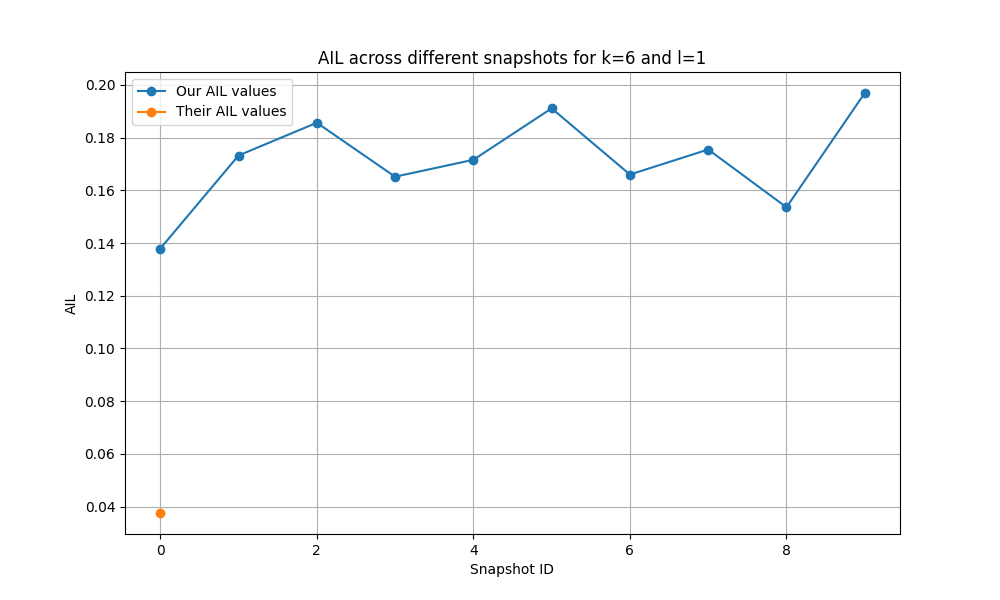 AIL across different snapshots for k=6 and l=1
Our AIL values
Their AIL values
0.20
0.18
0.16
0.14
0.12
0.10
0.08
0.06
0.04
AIL
0 2 4 6 8
Snapshot ID